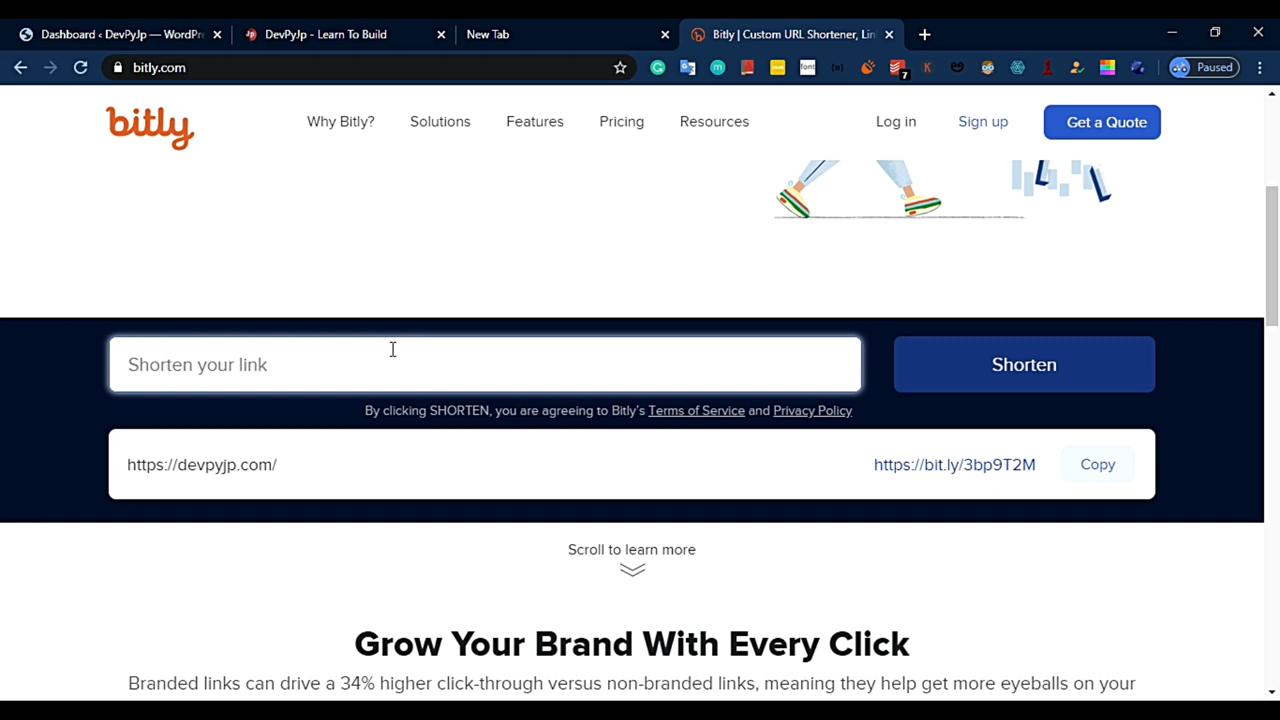 Dashboard ‹ DevPyJp — WordPre
DevPyJp - Learn To Build
New Tab
Bitly | Custom URL Shortener, Lin
bitly.com
7
Paused
bitly
Why Bitly?
Solutions
Features
Pricing
Resources
Log in
Sign up
Get a Quote
Shorten your link
Shorten
By clicking SHORTEN, you are agreeing to Bitly's Terms of Service and Privacy Policy
https://devpyjp.com/
https://bit.ly/3bp9T2M
Copy
Scroll to learn more
Grow Your Brand With Every Click
Branded links can drive a 34% higher click-through versus non-branded links, meaning they help get more eyeballs on your